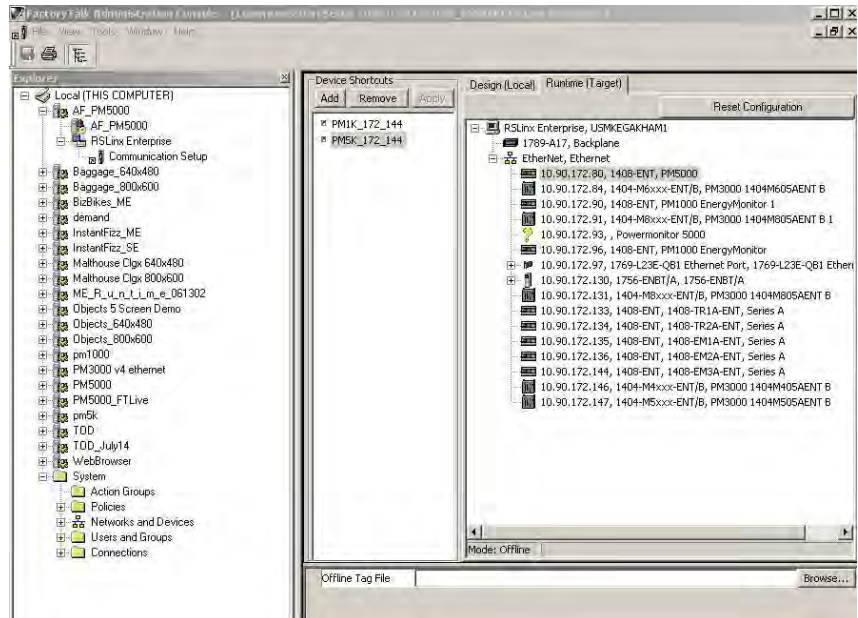 FactoryTalk Administration Console
File View Tools Window Help
Explorer
Local (THIS COMPUTER)
AF_PM5000
AF_PM5000
RSLinx Enterprise
Communication Setup
Baggage_640x480
Baggage_800x600
BizBikes_ME
demand
InstantFizz_ME
InstantFizz_SE
Malthouse Clgx 640x480
Malthouse Clgx 800x600
ME_R_u_n_t_i_m_e_061302
Objects 5 Screen Demo
Objects_640x480
Objects_800x600
pm1000
PM3000 v4 ethernet
PM5000
PM5000_FTLive
pm5k
TOD
TOD_July14
WebBrowser
System
Action Groups
Policies
Networks and Devices
Users and Groups
Connections
Device Shortcuts
Add Remove Apply
PM1K_172_144
PM5K_172_144
Design (Local) Runtime (Target)
Reset Configuration
RSLinx Enterprise, USMKEGAKHAM1
1789-A17, Backplane
EtherNet, Ethernet
10.90.172.80, 1408-ENT, PM5000
10.90.172.84, 1404-M6xxx-ENT/B, PM3000 1404M605AENT B
10.90.172.90, 1408-ENT, PM1000 EnergyMonitor 1
10.90.172.91, 1404-M8xxx-ENT/B, PM3000 1404M805AENT B 1
10.90.172.93, , Powermonitor 5000
10.90.172.96, 1408-ENT, PM1000 EnergyMonitor
10.90.172.97, 1769-L23E-QB1 Ethernet Port, 1769-L23E-QB1 Ethern
10.90.172.130, 1756-ENBT/A, 1756-ENBT/A
10.90.172.131, 1404-M8xxx-ENT/B, PM3000 1404M805AENT B
10.90.172.133, 1408-ENT, 1408-TR1A-ENT, Series A
10.90.172.134, 1408-ENT, 1408-TR2A-ENT, Series A
10.90.172.135, 1408-ENT, 1408-EM1A-ENT, Series A
10.90.172.136, 1408-ENT, 1408-EM2A-ENT, Series A
10.90.172.144, 1408-ENT, 1408-EM3A-ENT, Series A
10.90.172.146, 1404-M4xxx-ENT/B, PM3000 1404M405AENT B
10.90.172.147, 1404-M5xxx-ENT/B, PM3000 1404M505AENT B
Mode: Offline
Offline Tag File
Browse...